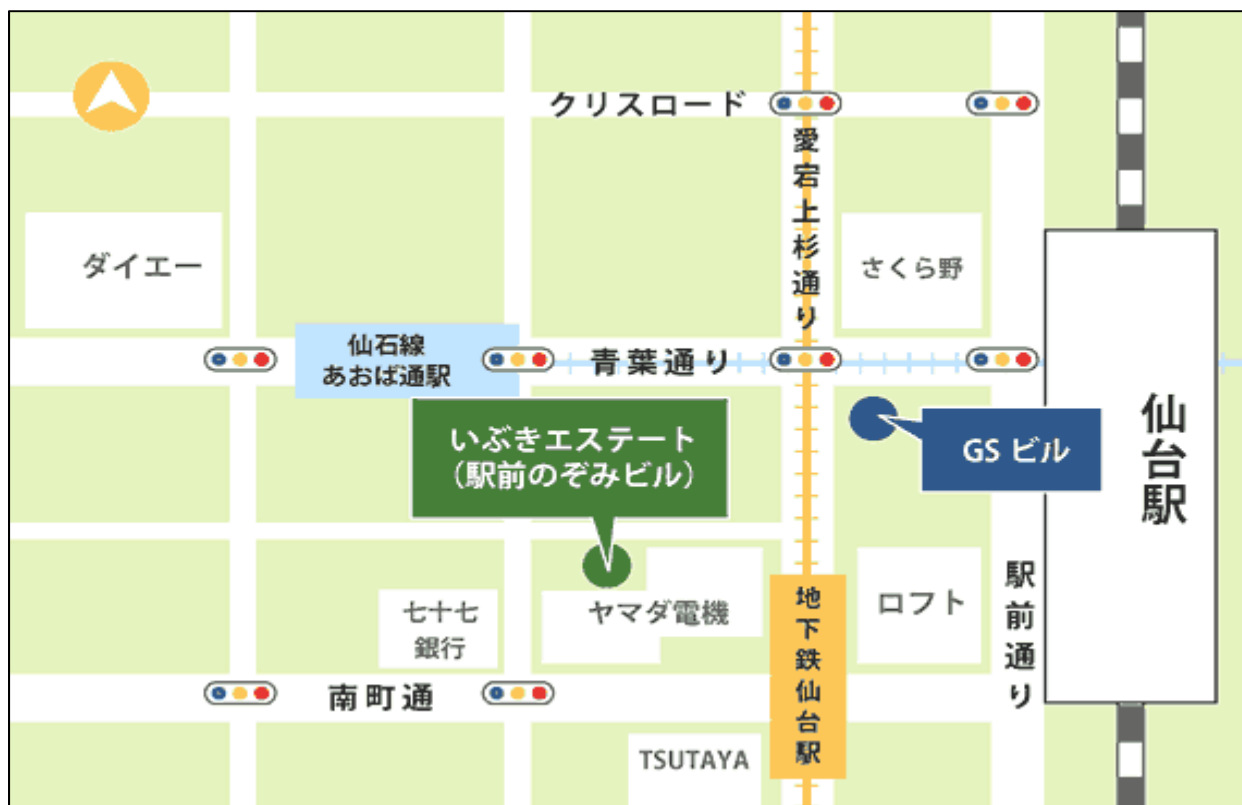 クリスロード
愛宕上杉通り
ダイエー
さくら野
仙石線
あおば通駅
青葉通り
いぶきエステート
（駅前のぞみビル）
GS ビル
仙台駅
七十七
銀行
ヤマダ電機
地下鉄仙台駅
ロフト
駅前通り
南町通
TSUTAYA